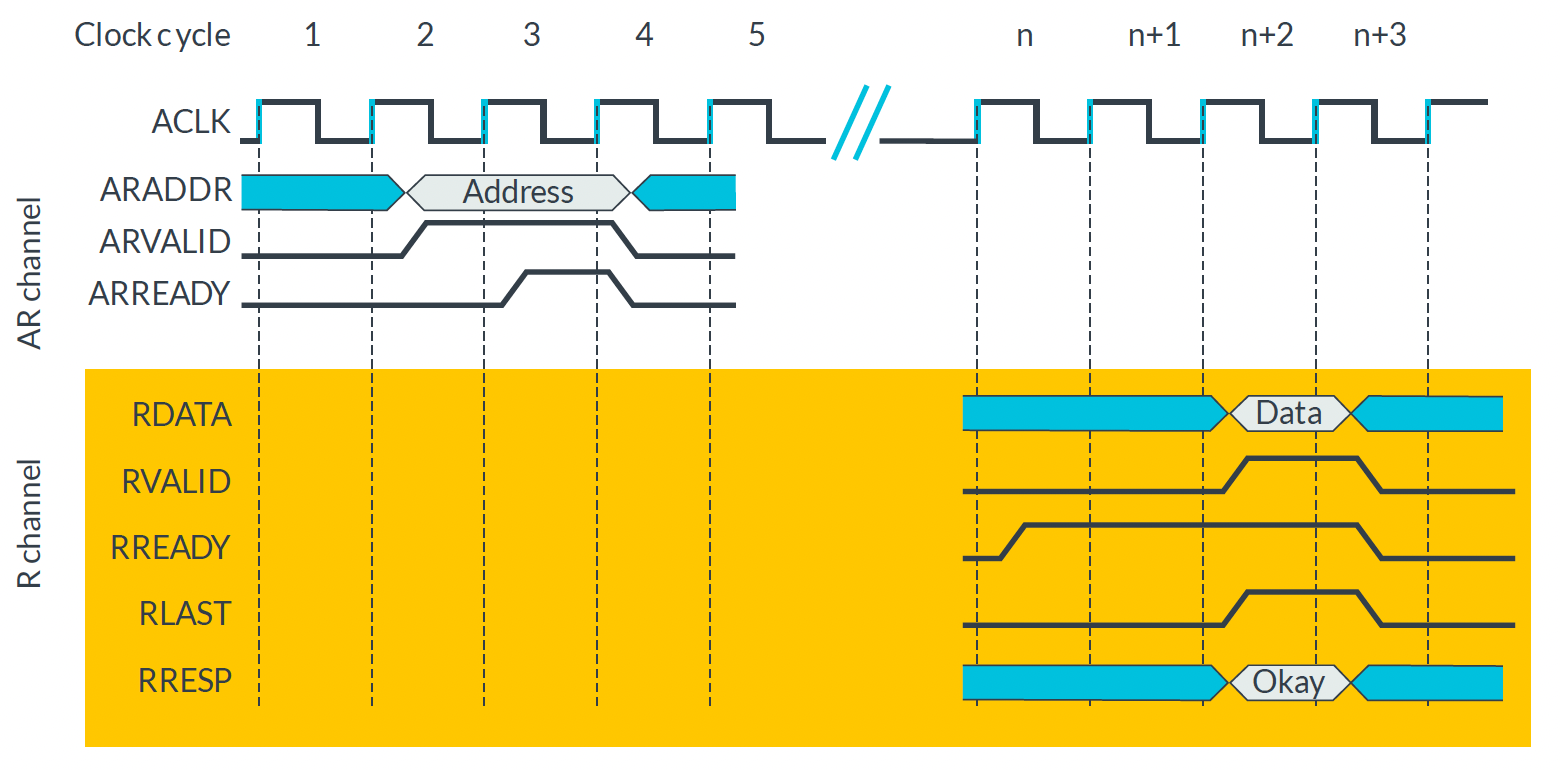 Clock cycle 1 2 3 4 5 n n+1 n+2 n+3
ACLK
AR channel
ARADDR Address
ARVALID
ARREADY
R channel
RDATA Data
RVALID
RREADY
RLAST
RRESP Okay